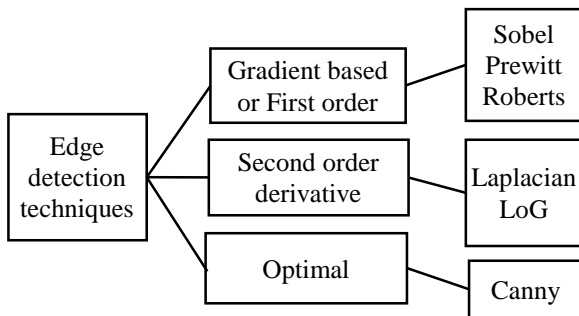 Edge
detection
techniques
Gradient based
or First order
Sobel
Prewitt
Roberts
Second order
derivative
Laplacian
LoG
Optimal
Canny